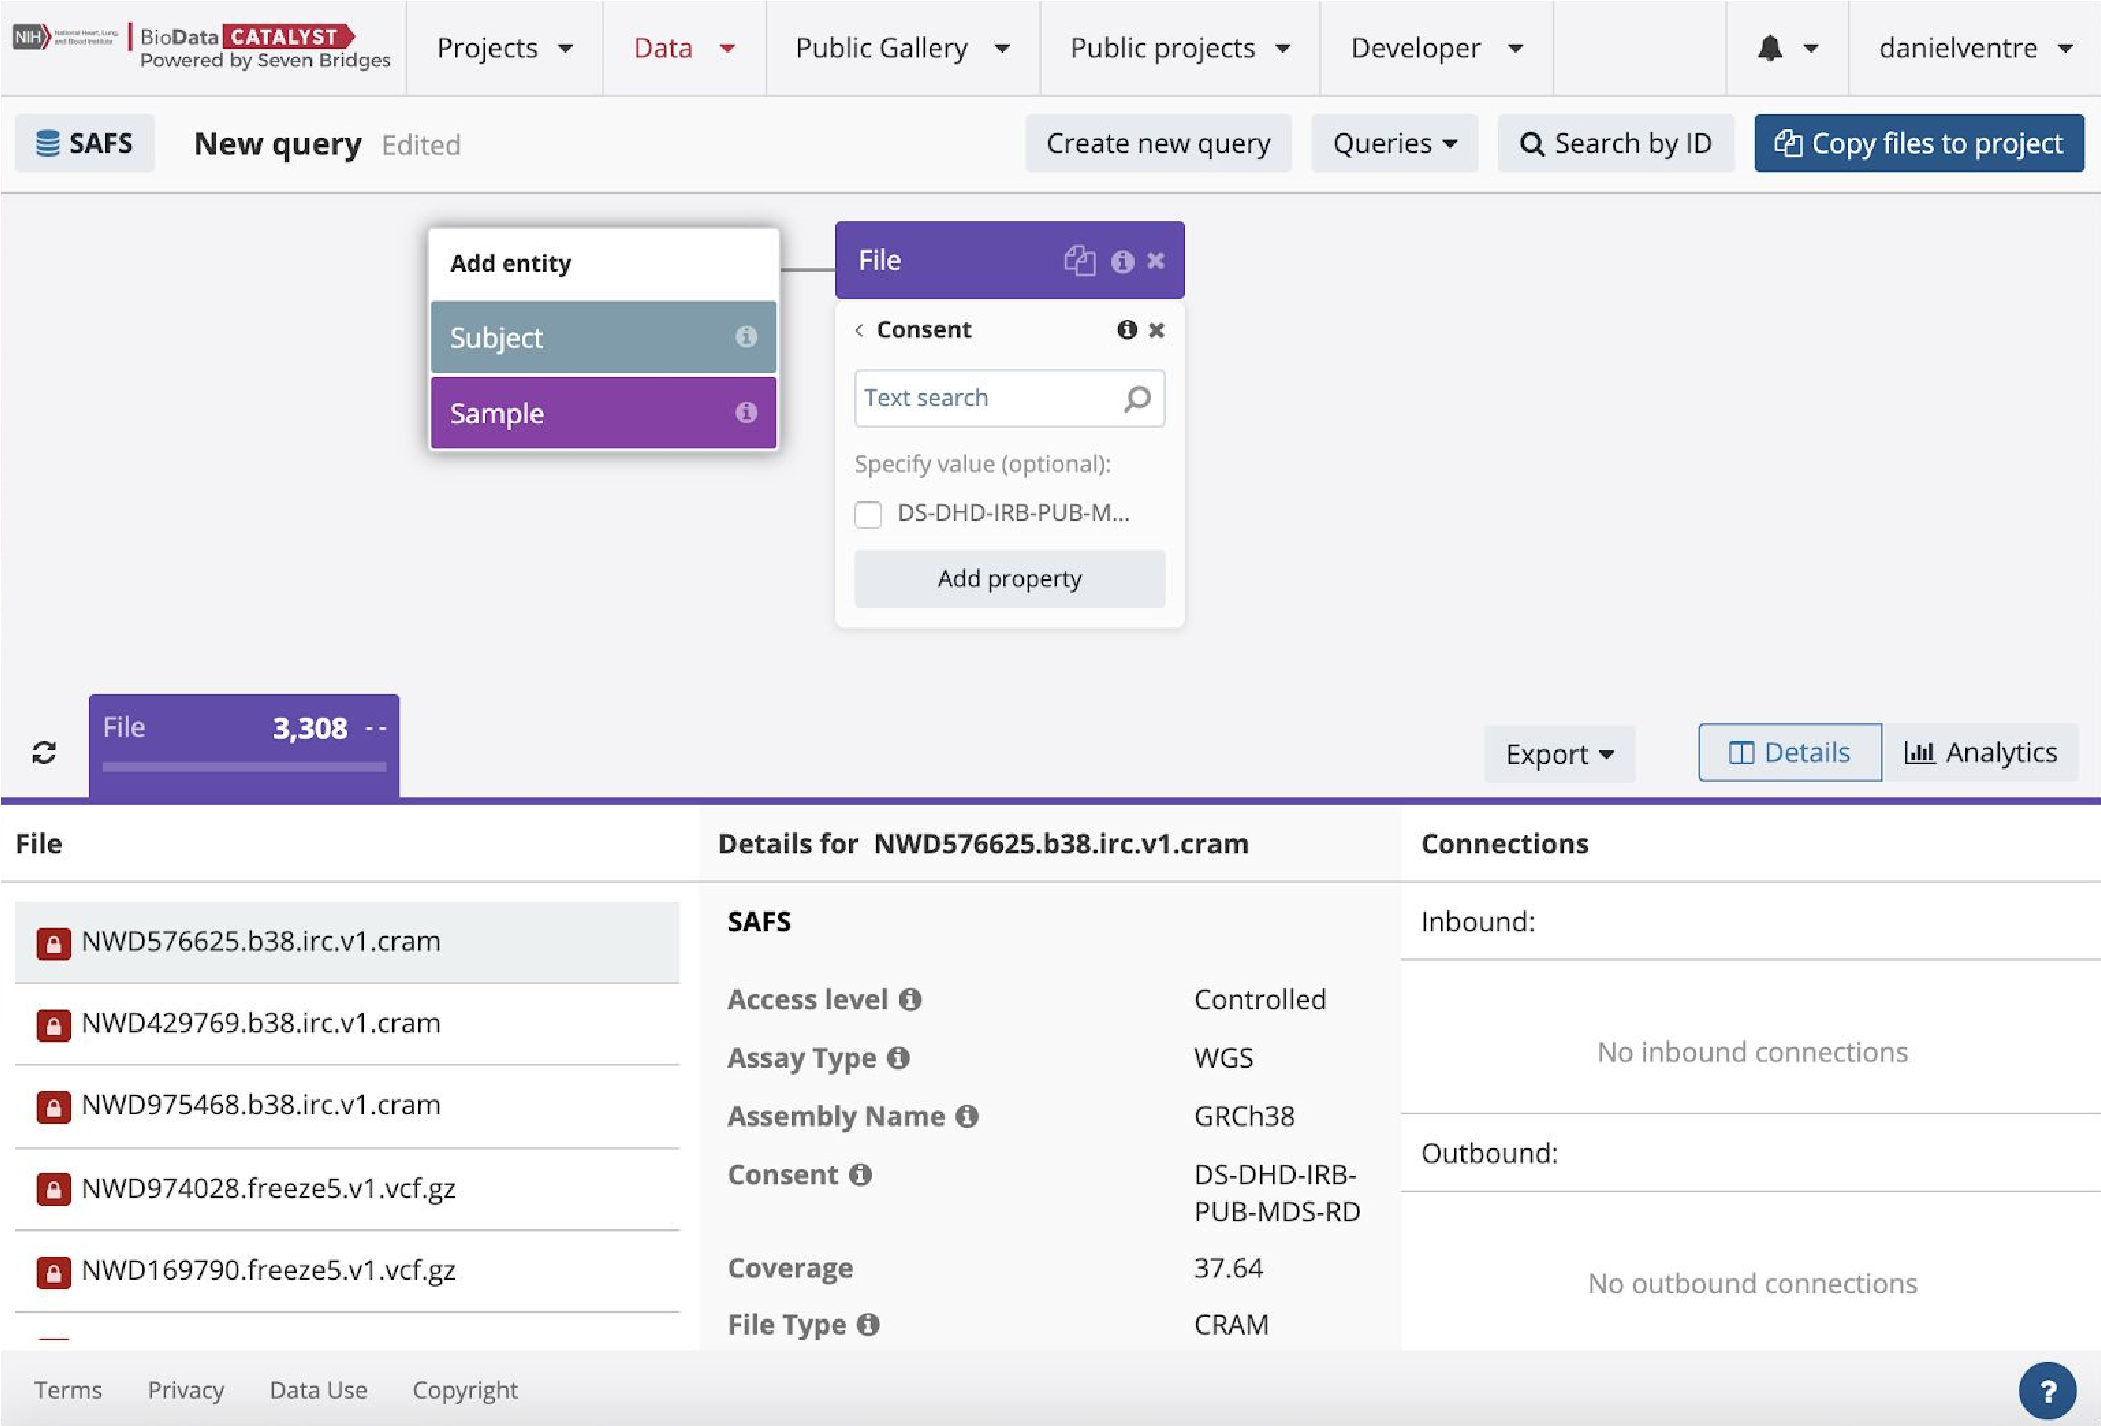 NIH National Heart, Lung, and Blood Institute
BioData CATALYST
Powered by Seven Bridges
Projects
Data
Public Gallery
Public projects
Developer
danielventre
SAFS
New query Edited
Create new query
Queries
Search by ID
Copy files to project
Add entity
Subject
Sample
File
Consent
Text search
Specify value (optional):
DS-DHD-IRB-PUB-M...
Add property
File 3,308 --
Export
Details
Analytics
File
NWD576625.b38.irc.v1.cram
NWD429769.b38.irc.v1.cram
NWD975468.b38.irc.v1.cram
NWD974028.freeze5.v1.vcf.gz
NWD169790.freeze5.v1.vcf.gz
Details for NWD576625.b38.irc.v1.cram
SAFS
Access level Controlled
Assay Type WGS
Assembly Name GRCh38
Consent DS-DHD-IRB-
PUB-MDS-RD
Coverage 37.64
File Type CRAM
Connections
Inbound:
No inbound connections
Outbound:
No outbound connections
Terms
Privacy
Data Use
Copyright
?